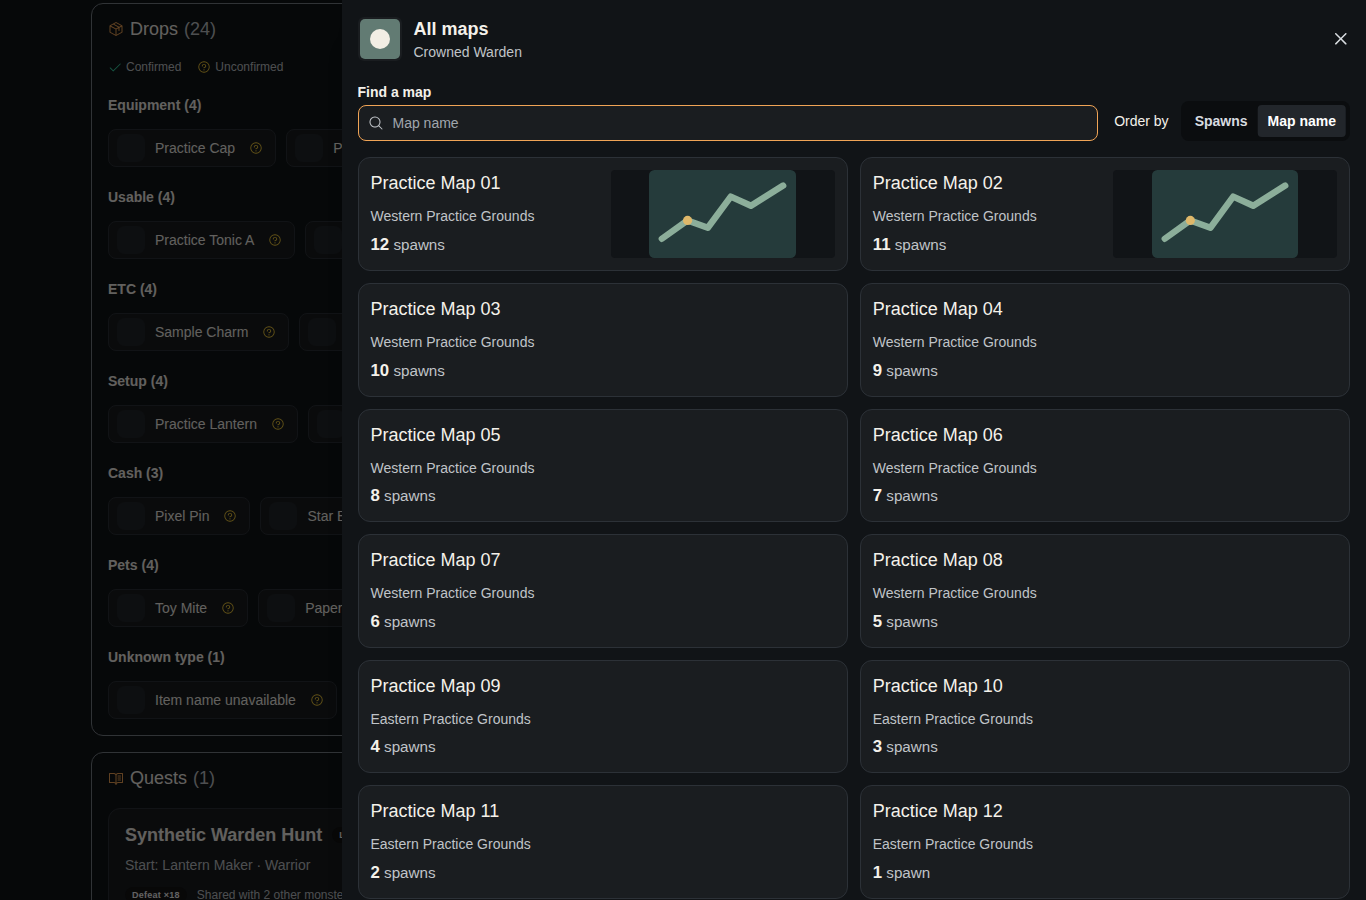 Drops (24)
Confirmed Unconfirmed
Equipment (4)
Practice Cap
Usable (4)
Practice Tonic A
ETC (4)
Sample Charm
Setup (4)
Practice Lantern
Cash (3)
Pixel Pin Star
Pets (4)
Toy Mite Paper
Unknown type (1)
Item name unavailable
Quests (1)
Synthetic Warden Hunt
Start: Lantern Maker · Warrior
Defeat ×18 Shared with 2 other monste
All maps
Crowned Warden
Find a map
Map name
Order by Spawns Map name
Practice Map 01
Western Practice Grounds
12 spawns
Practice Map 02
Western Practice Grounds
11 spawns
Practice Map 03
Western Practice Grounds
10 spawns
Practice Map 04
Western Practice Grounds
9 spawns
Practice Map 05
Western Practice Grounds
8 spawns
Practice Map 06
Western Practice Grounds
7 spawns
Practice Map 07
Western Practice Grounds
6 spawns
Practice Map 08
Western Practice Grounds
5 spawns
Practice Map 09
Eastern Practice Grounds
4 spawns
Practice Map 10
Eastern Practice Grounds
3 spawns
Practice Map 11
Eastern Practice Grounds
2 spawns
Practice Map 12
Eastern Practice Grounds
1 spawn